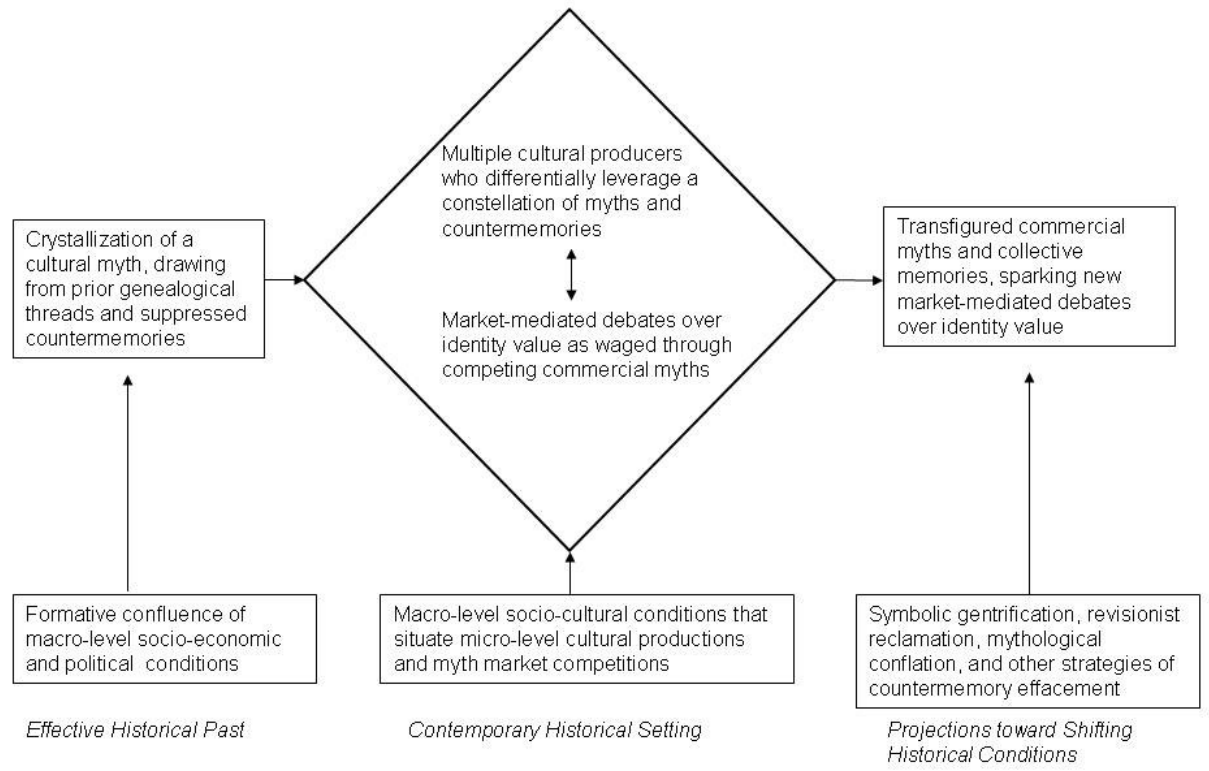 Multiple cultural producers
who differentially leverage a
constellation of myths and
countermemories
Market-mediated debates over
identity value as waged through
competing commercial myths
Crystallization of a
cultural myth, drawing
from prior genealogical
threads and suppressed
countermemories
Transfigured commercial
myths and collective
memories, sparking new
market-mediated debates
over identity value
Formative confluence of
macro-level socio-economic
and political conditions
Macro-level socio-cultural conditions that
situate micro-level cultural productions
and myth market competitions
Symbolic gentrification, revisionist
reclamation, mythological
conflation, and other strategies of
countermemory effacement
Effective Historical Past
Contemporary Historical Setting
Projections toward Shifting
Historical Conditions